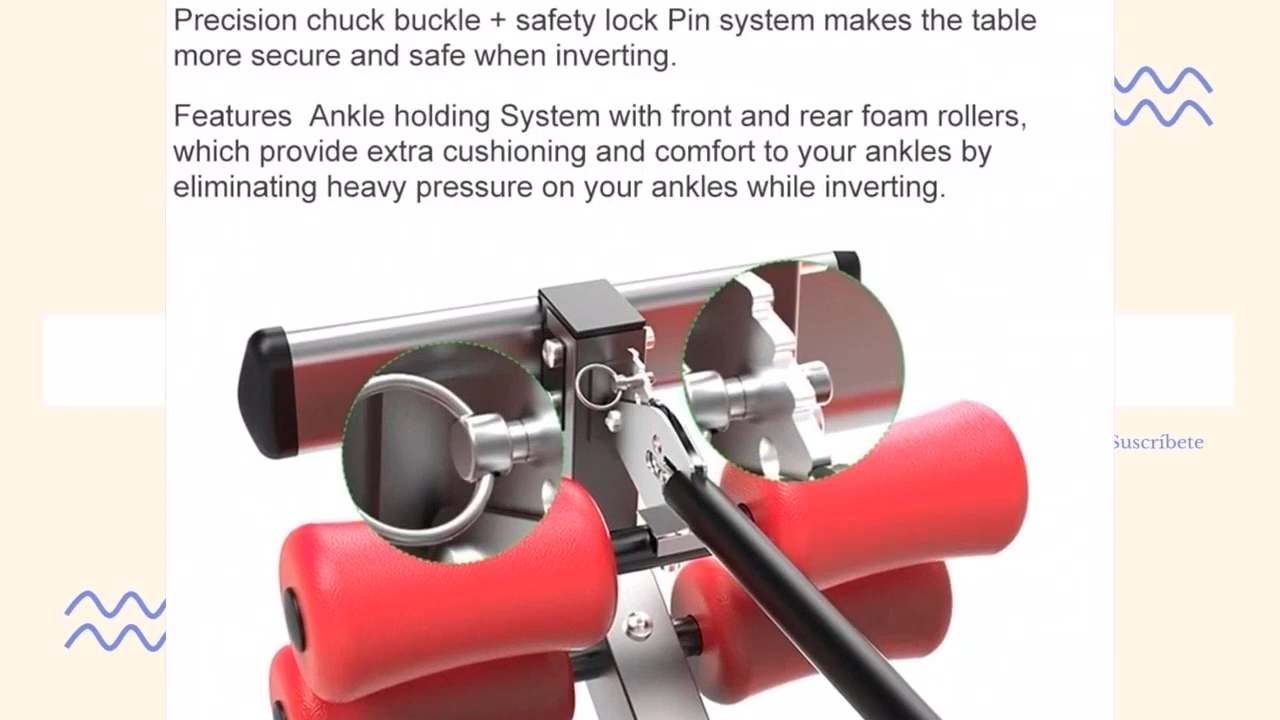 Precision chuck buckle + safety lock Pin system makes the table
more secure and safe when inverting.
Features  Ankle holding System with front and rear foam rollers,
which provide extra cushioning and comfort to your ankles by
eliminating heavy pressure on your ankles while inverting.
Suscríbete